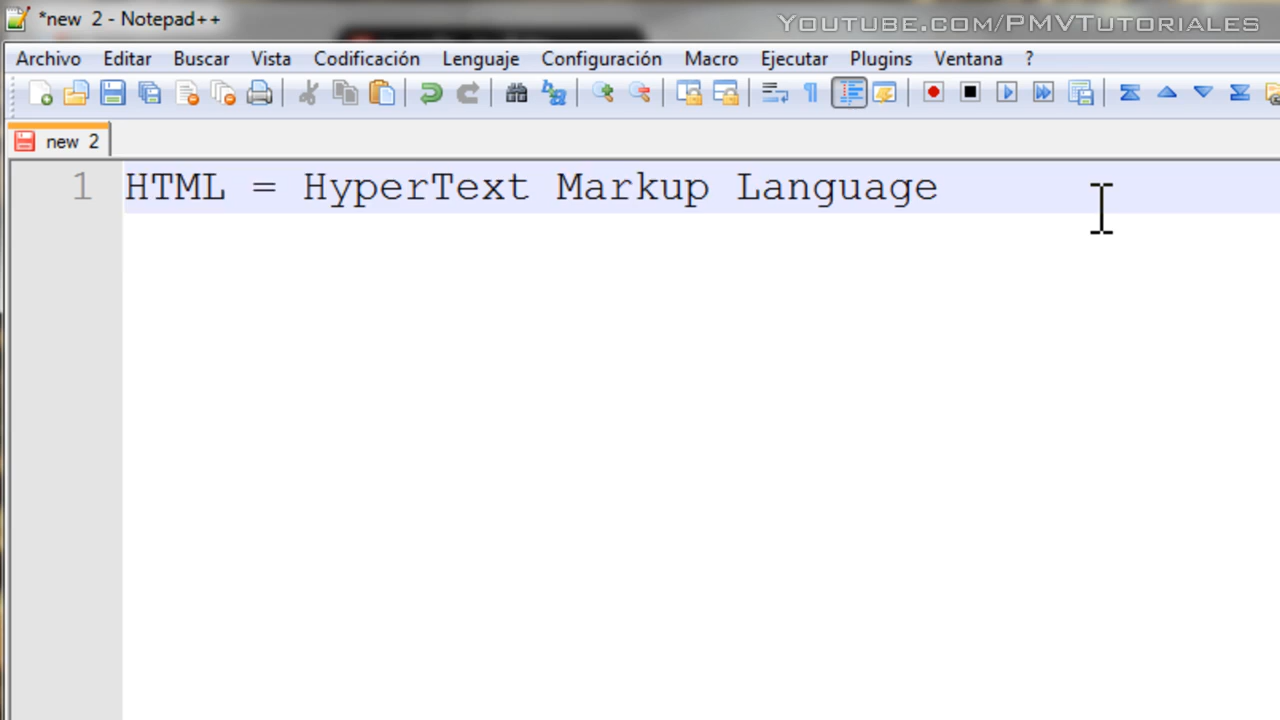 *new 2 - Notepad++
Youtube.com/PMVTutoriales
Archivo Editar Buscar Vista Codificación Lenguaje Configuración Macro Ejecutar Plugins Ventana ?
new 2
1 HTML = HyperText Markup Language